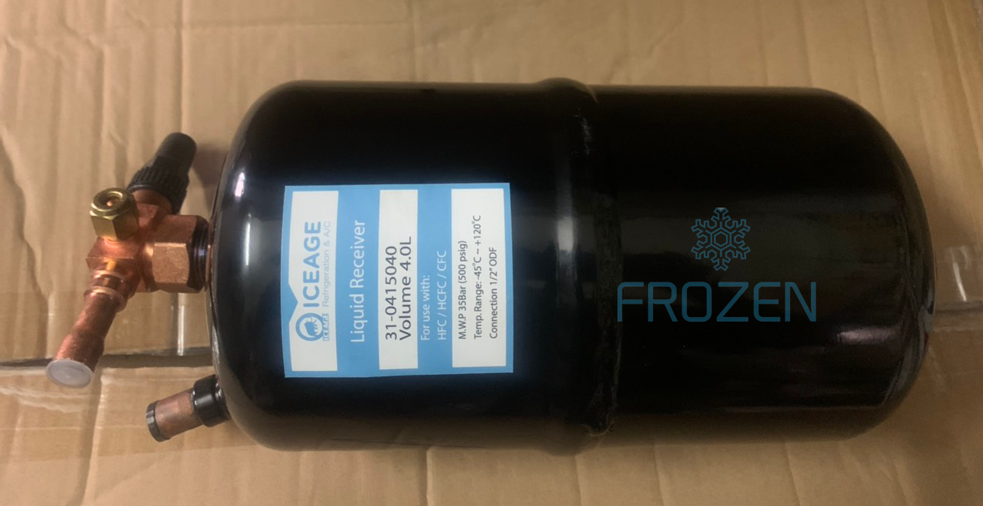 ICEAGE
Refrigeration & A/C
Liquid Receiver
31-0415040
Volume 4.0L
For use with:
HFC / HCFC / CFC
M.W.P 35Bar (500 psig)
Temp. Range: -45°C ~ +120°C
Connection 1/2" ODF
FROZEN